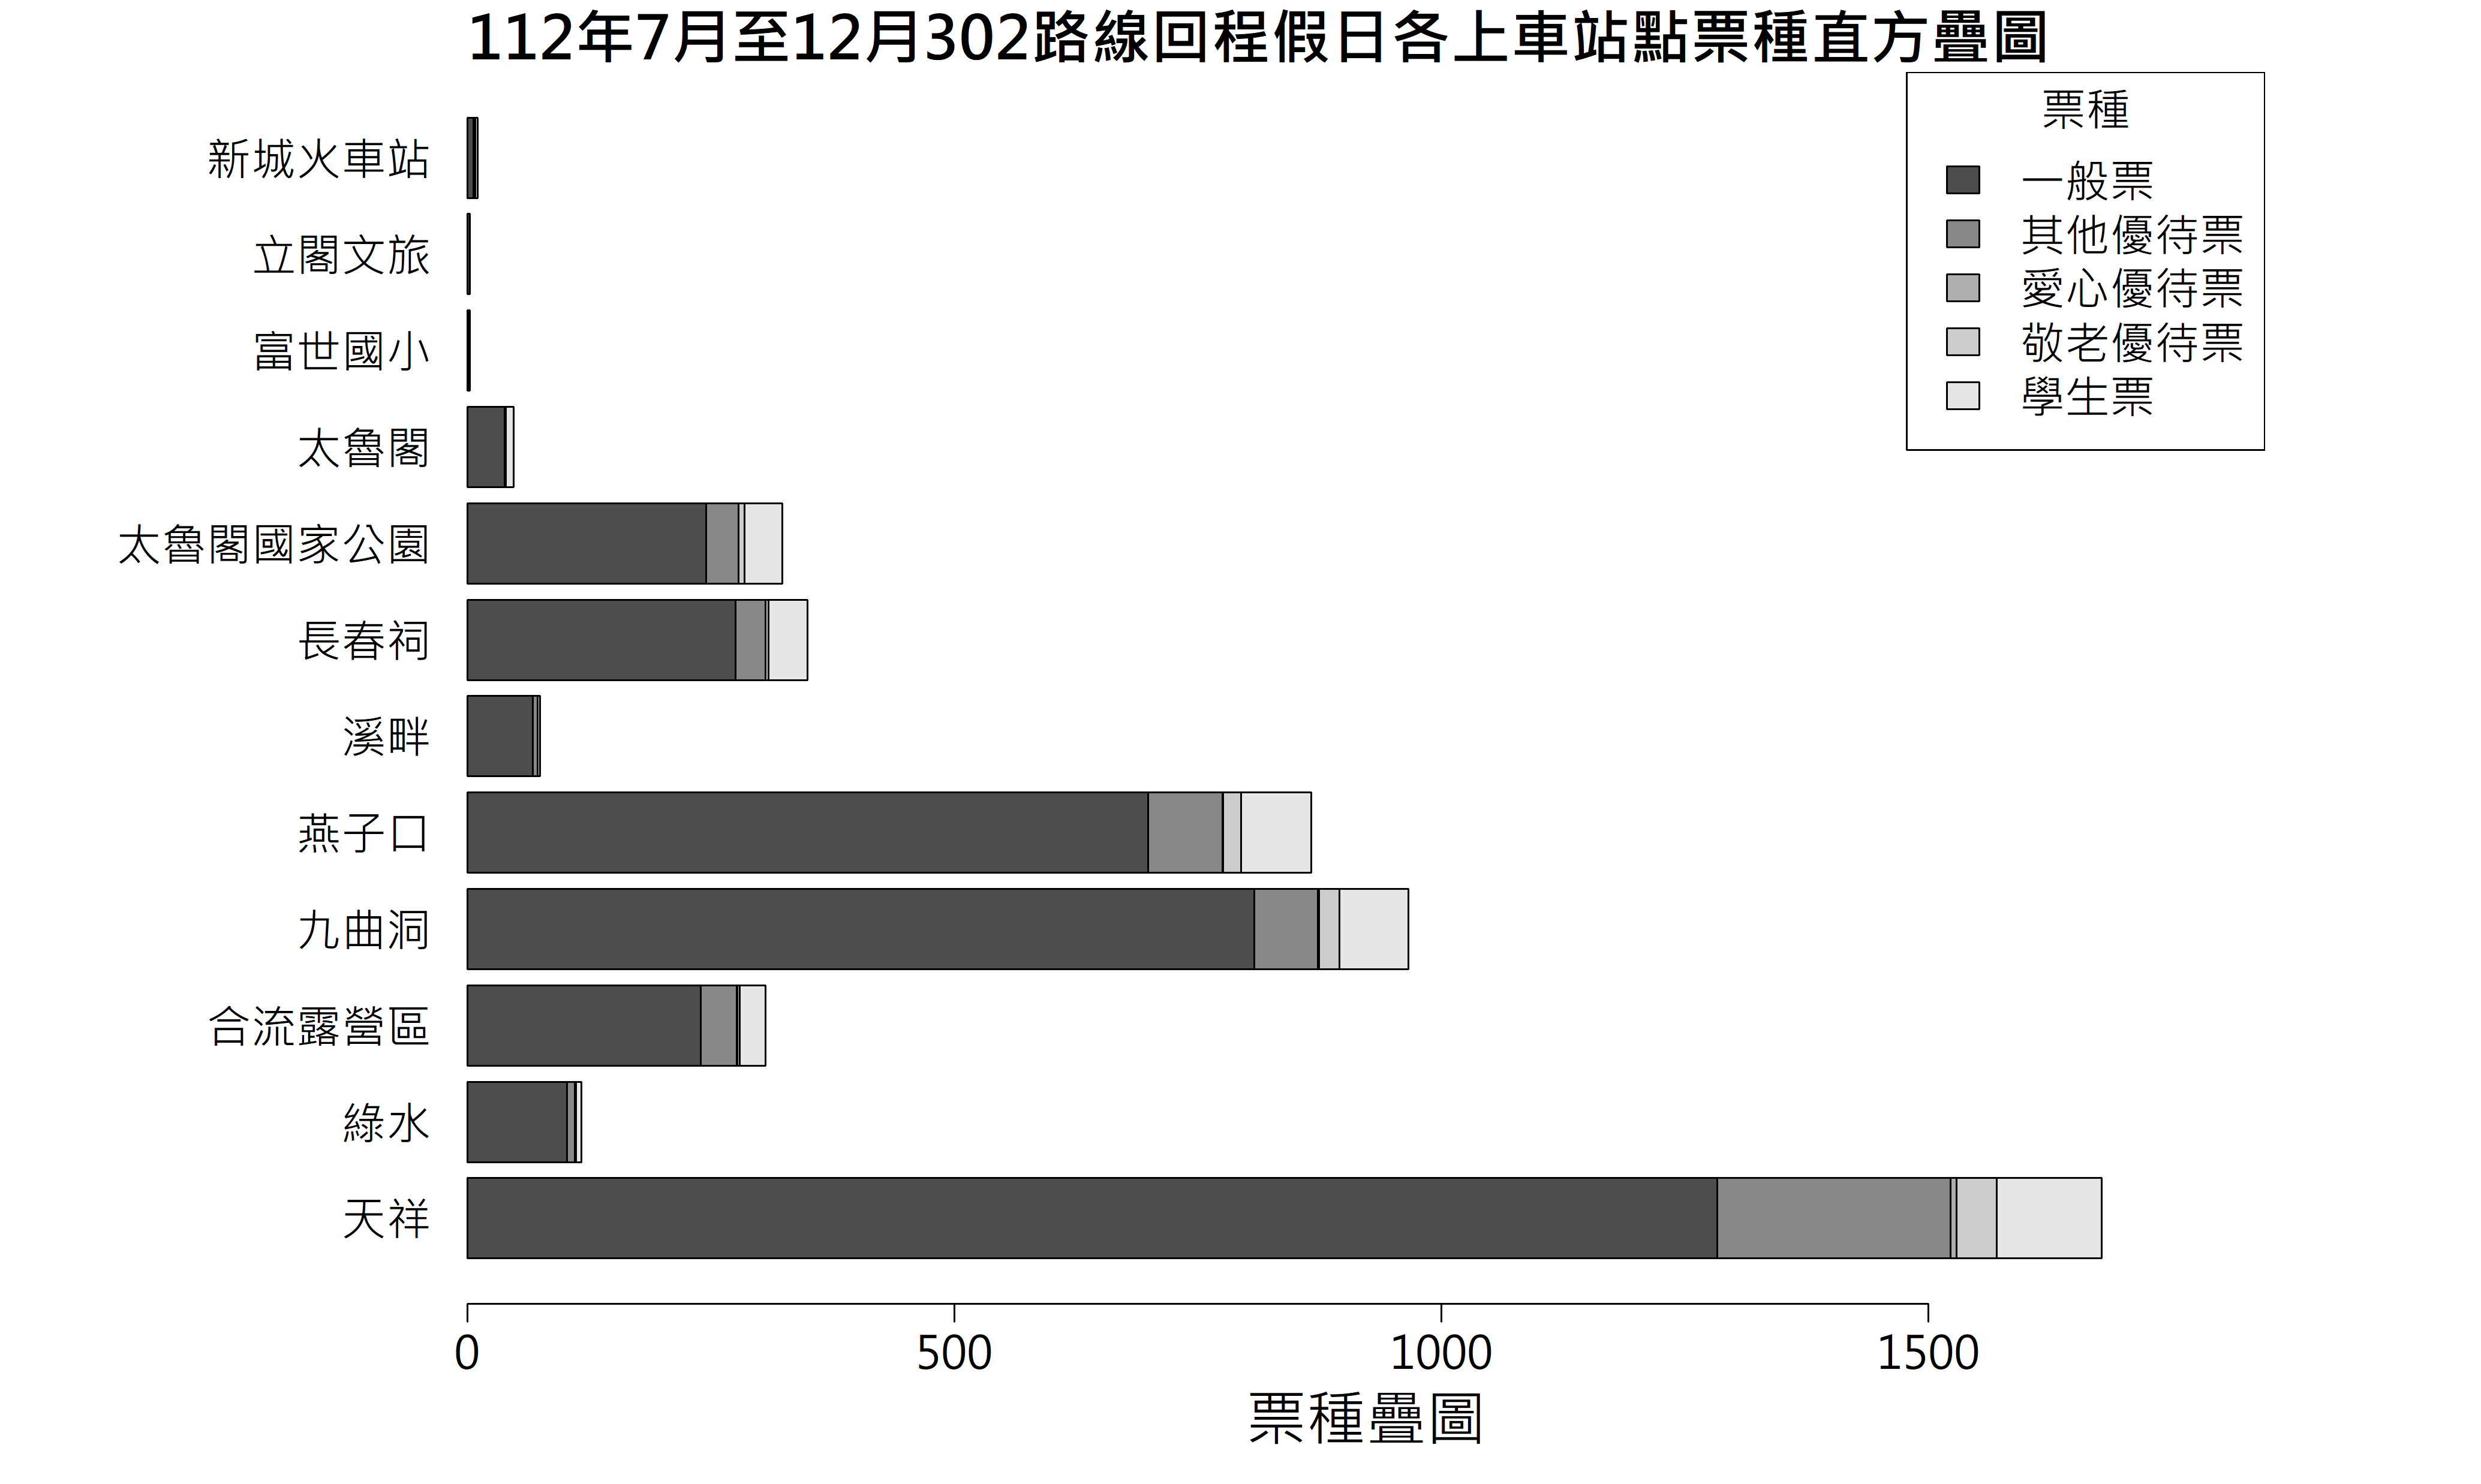 112年7月至12月302路線回程假日各上車站點票種直方疊圖
票種
一般票
其他優待票
愛心優待票
敬老優待票
學生票
新城火車站
立閣文旅
富世國小
太魯閣
太魯閣國家公園
長春祠
溪畔
燕子口
九曲洞
合流露營區
綠水
天祥
0 500 1000 1500
票種疊圖